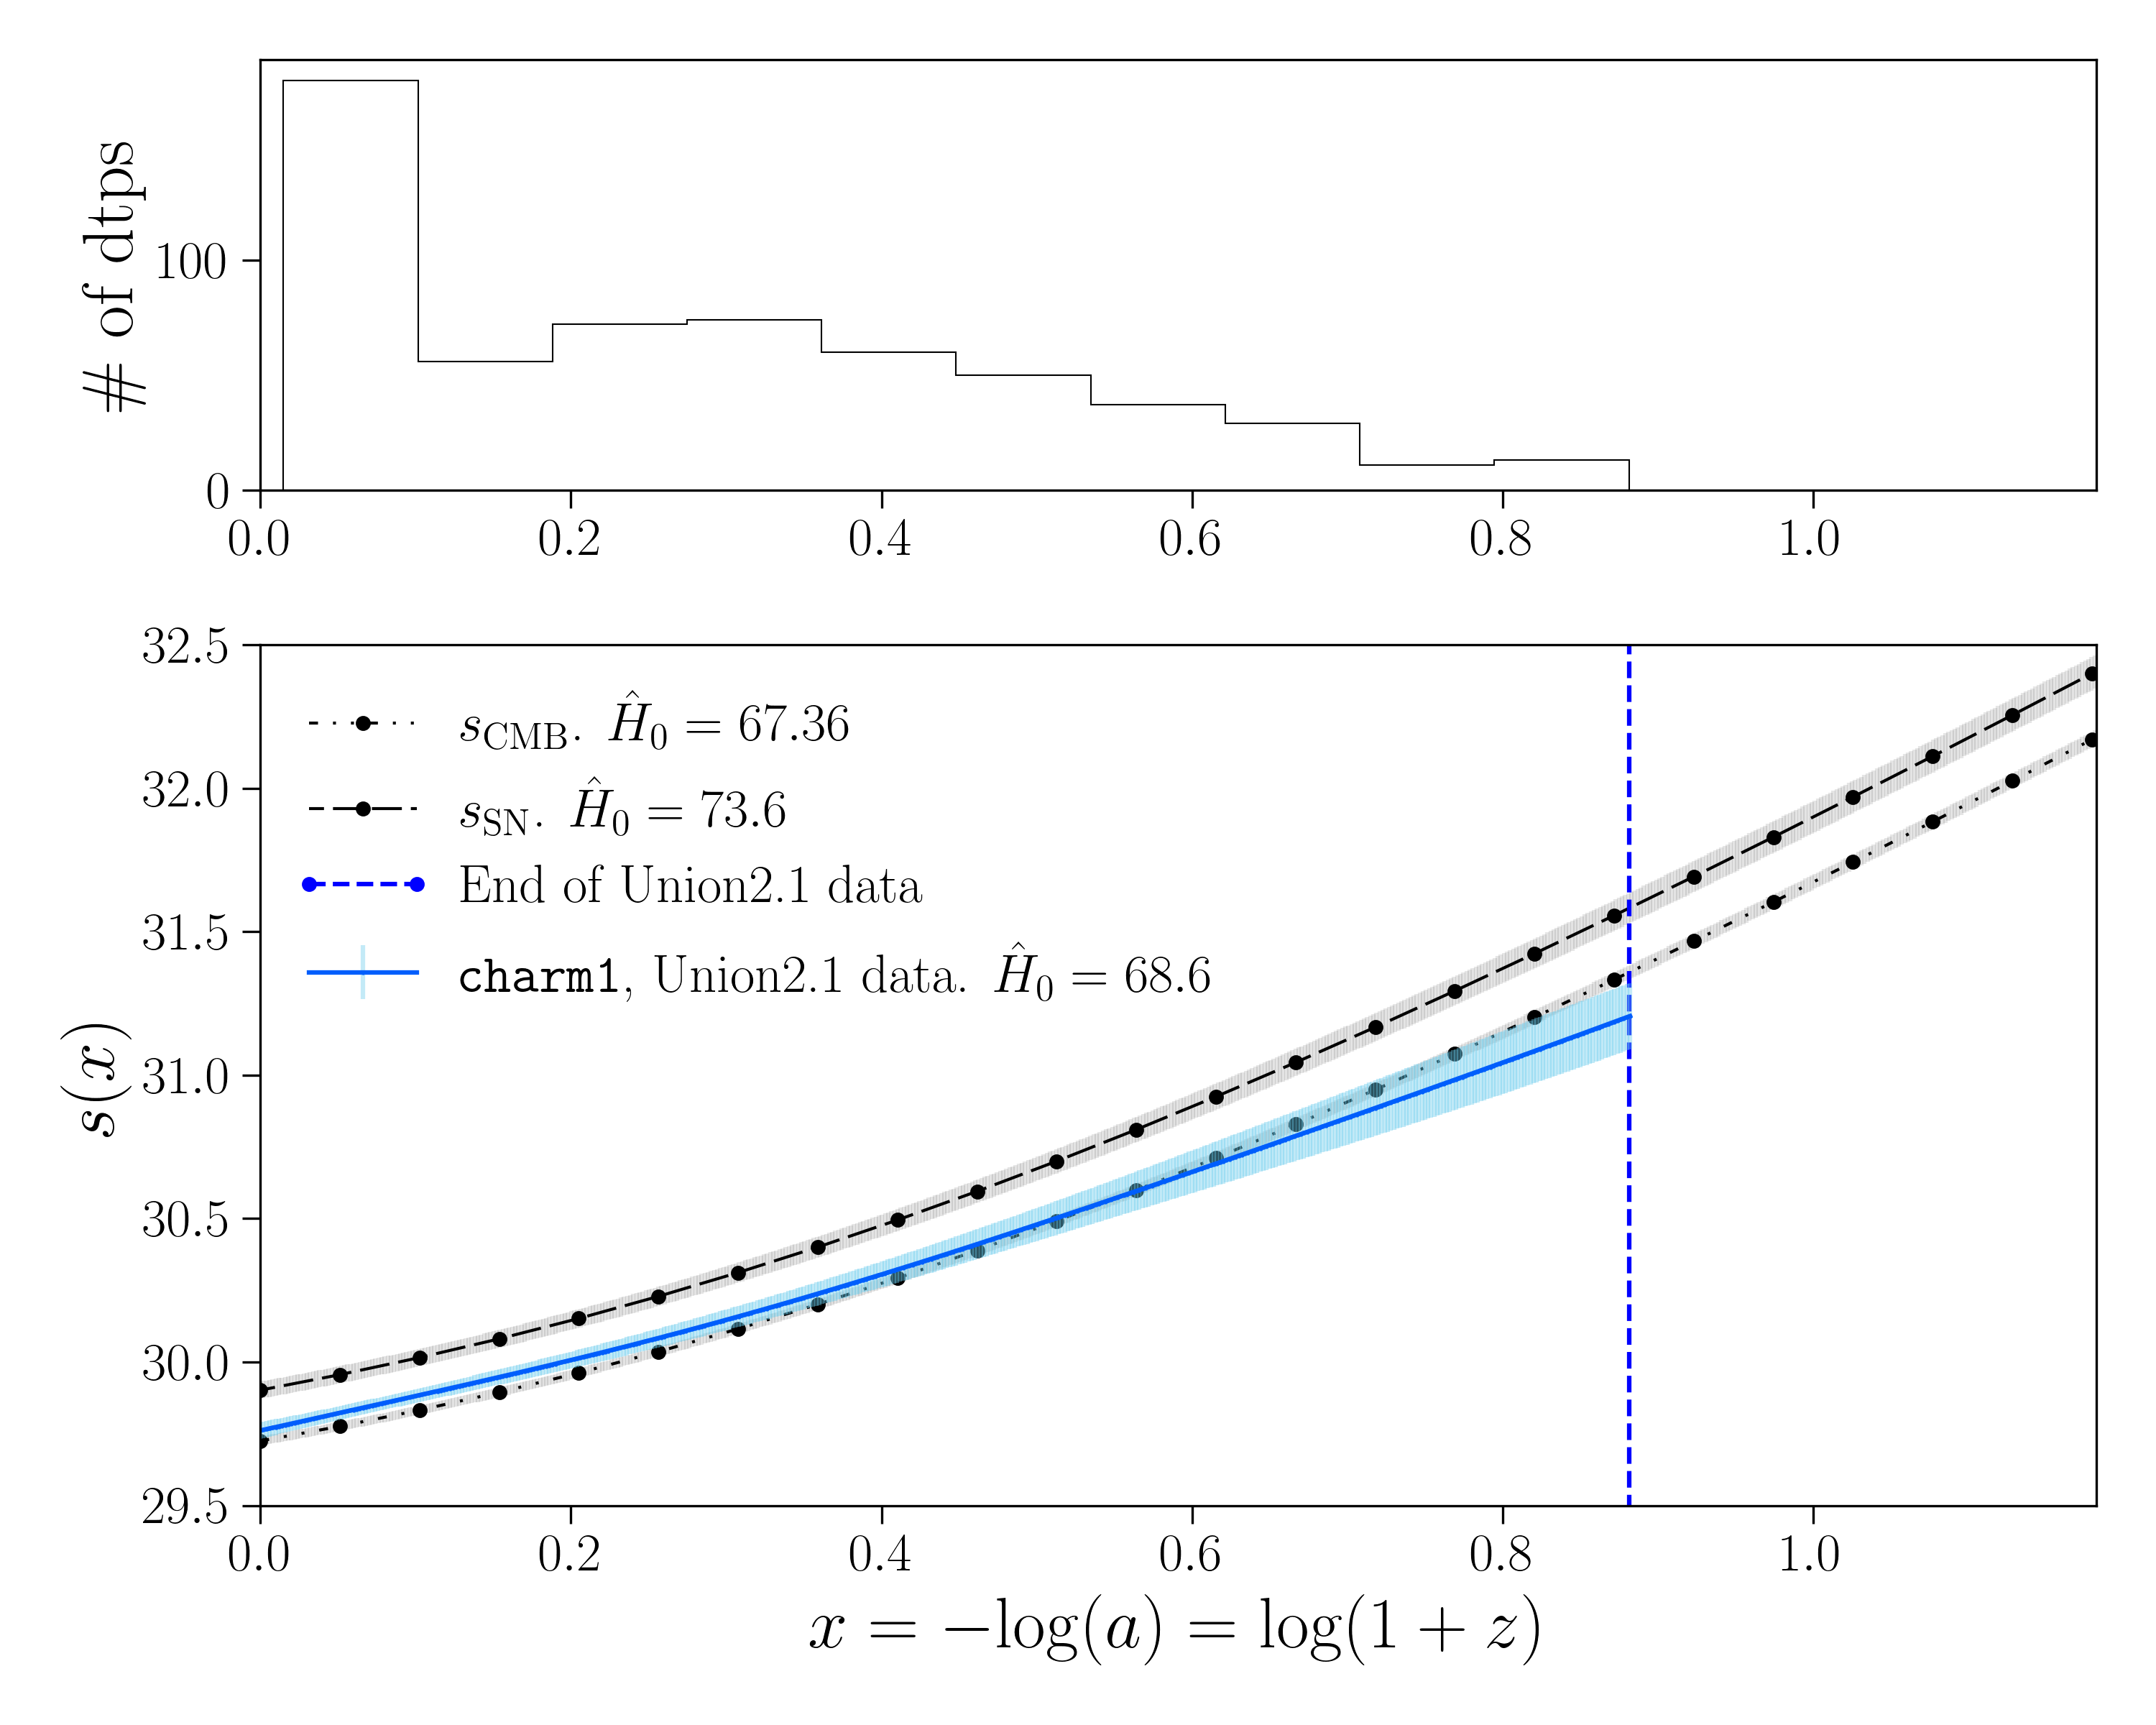 # of dtps
100
0
0.0 0.2 0.4 0.6 0.8 1.0
s(x)
32.5
32.0
31.5
31.0
30.5
30.0
29.5
s_CMB. Ĥ_0 = 67.36
s_SN. Ĥ_0 = 73.6
End of Union2.1 data
charm1, Union2.1 data. Ĥ_0 = 68.6
0.0 0.2 0.4 0.6 0.8 1.0
x = −log(a) = log(1 + z)